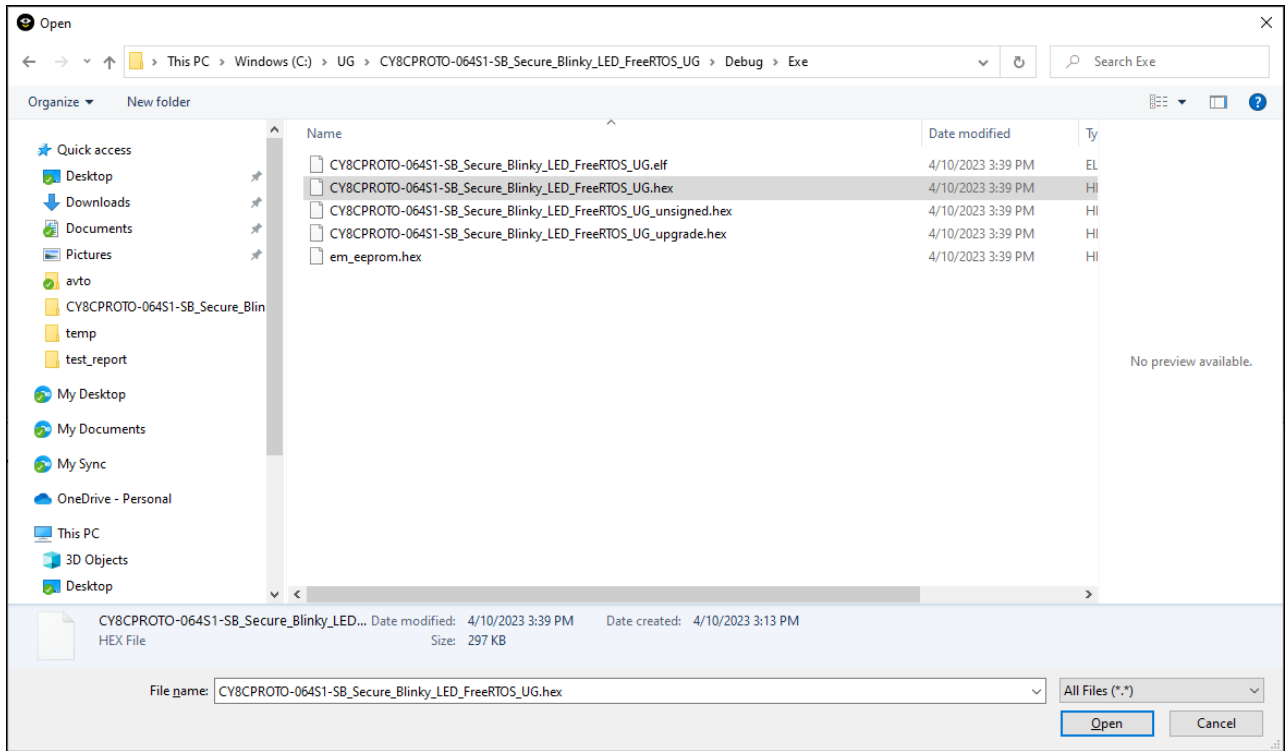 Open
This PC > Windows (C:) > UG > CY8CPROTO-064S1-SB_Secure_Blinky_LED_FreeRTOS_UG > Debug > Exe
Search Exe
Organize
New folder
?
Name
Date modified
Ty
Quick access
Desktop
Downloads
Documents
Pictures
avto
CY8CPROTO-064S1-SB_Secure_Blin
temp
test_report
My Desktop
My Documents
My Sync
OneDrive - Personal
This PC
3D Objects
Desktop
CY8CPROTO-064S1-SB_Secure_Blinky_LED_FreeRTOS_UG.elf 4/10/2023 3:39 PM EL
CY8CPROTO-064S1-SB_Secure_Blinky_LED_FreeRTOS_UG.hex 4/10/2023 3:39 PM HI
CY8CPROTO-064S1-SB_Secure_Blinky_LED_FreeRTOS_UG_unsigned.hex 4/10/2023 3:39 PM HI
CY8CPROTO-064S1-SB_Secure_Blinky_LED_FreeRTOS_UG_upgrade.hex 4/10/2023 3:39 PM HI
em_eeprom.hex 4/10/2023 3:39 PM HI
No preview available.
CY8CPROTO-064S1-SB_Secure_Blinky_LED... Date modified: 4/10/2023 3:39 PM Date created: 4/10/2023 3:13 PM
HEX File Size: 297 KB
File name: CY8CPROTO-064S1-SB_Secure_Blinky_LED_FreeRTOS_UG.hex
All Files (*.*)
Open
Cancel